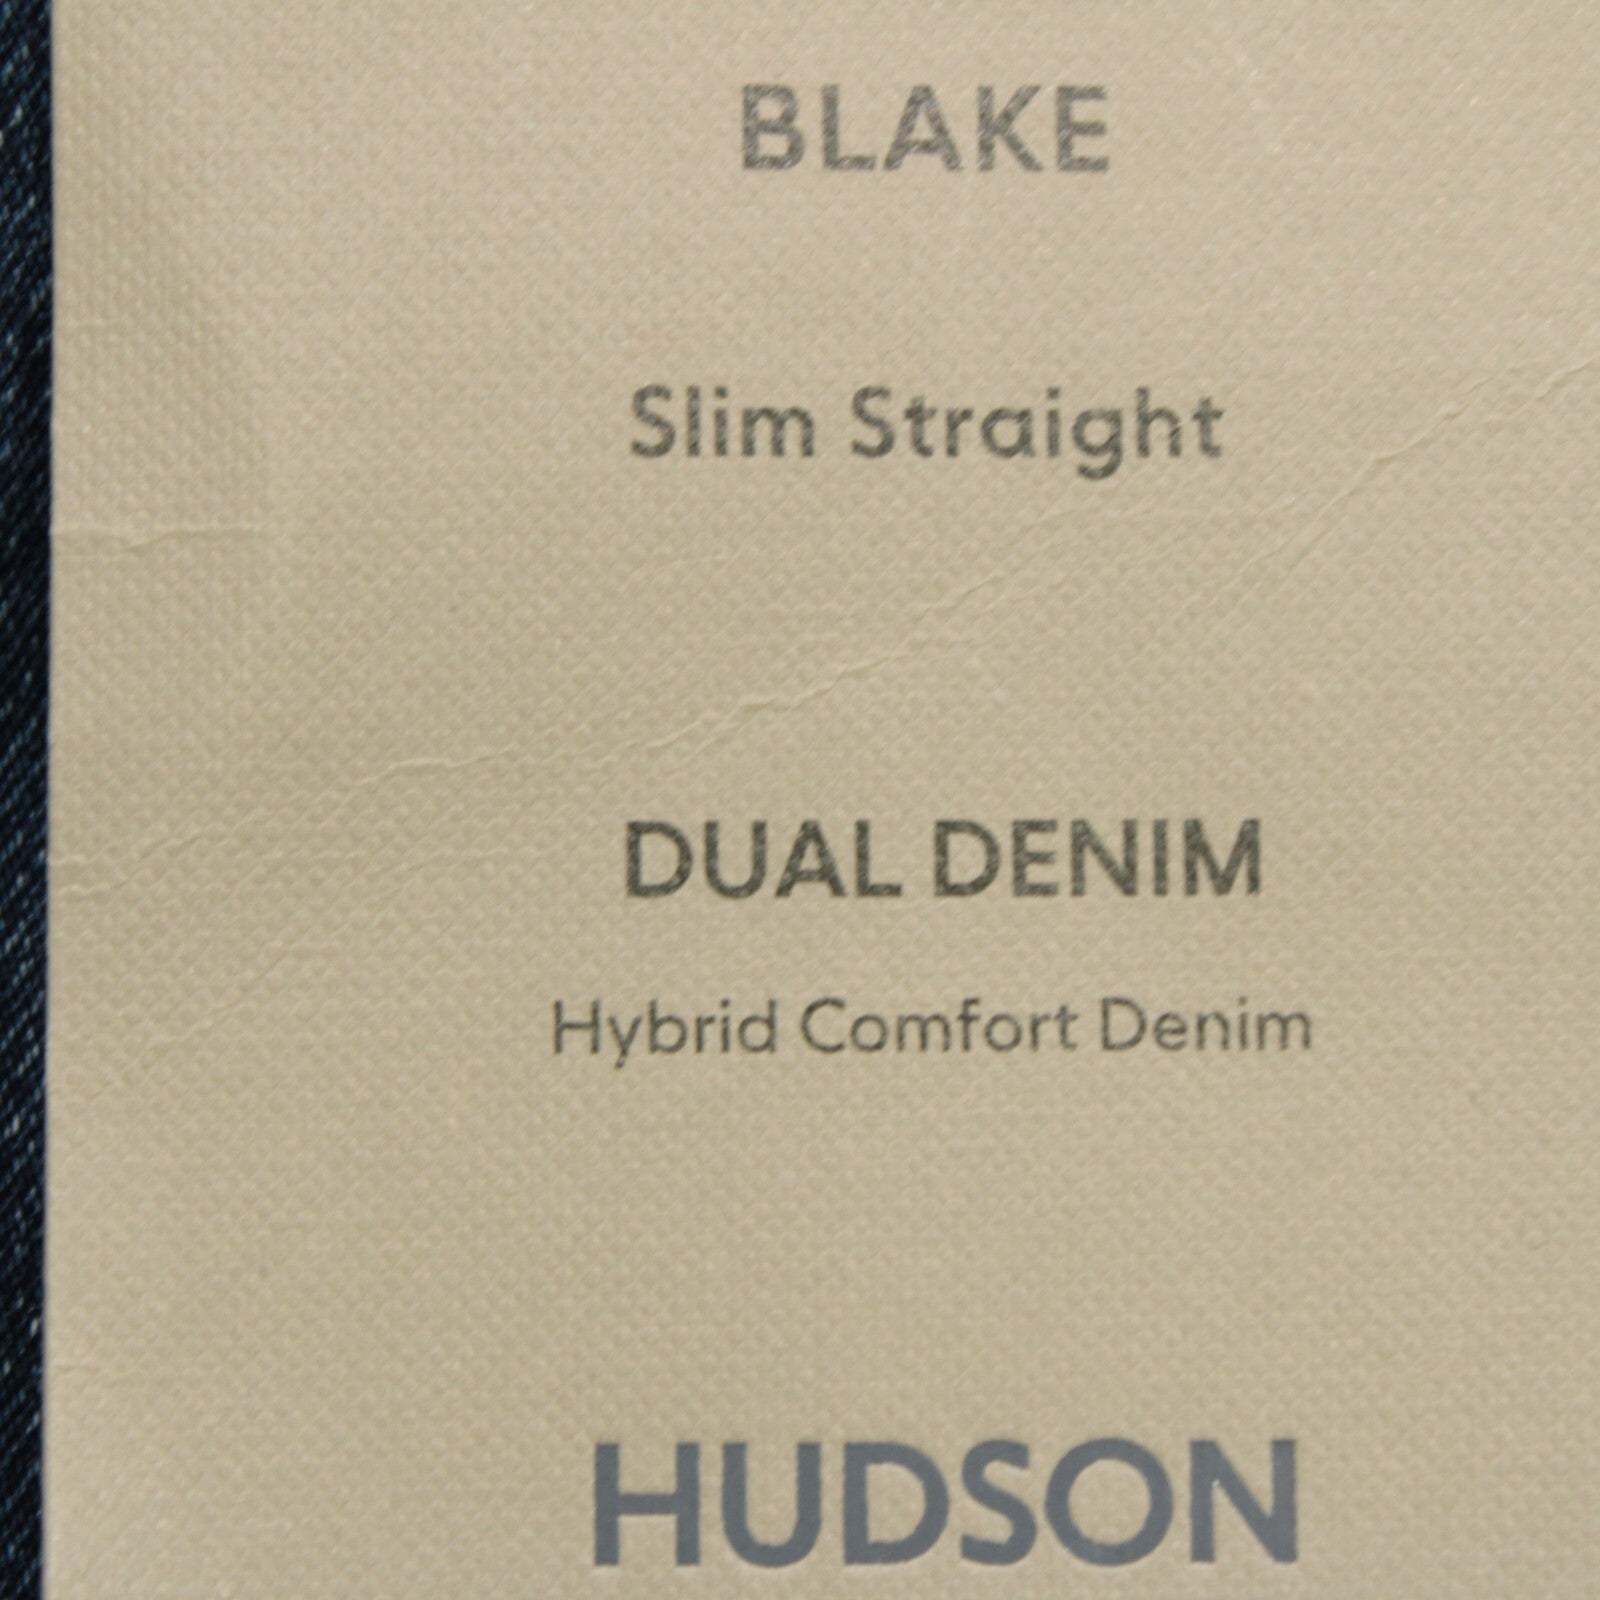 BLAKE
Slim Straight
DUAL DENIM
Hybrid Comfort Denim
HUDSON